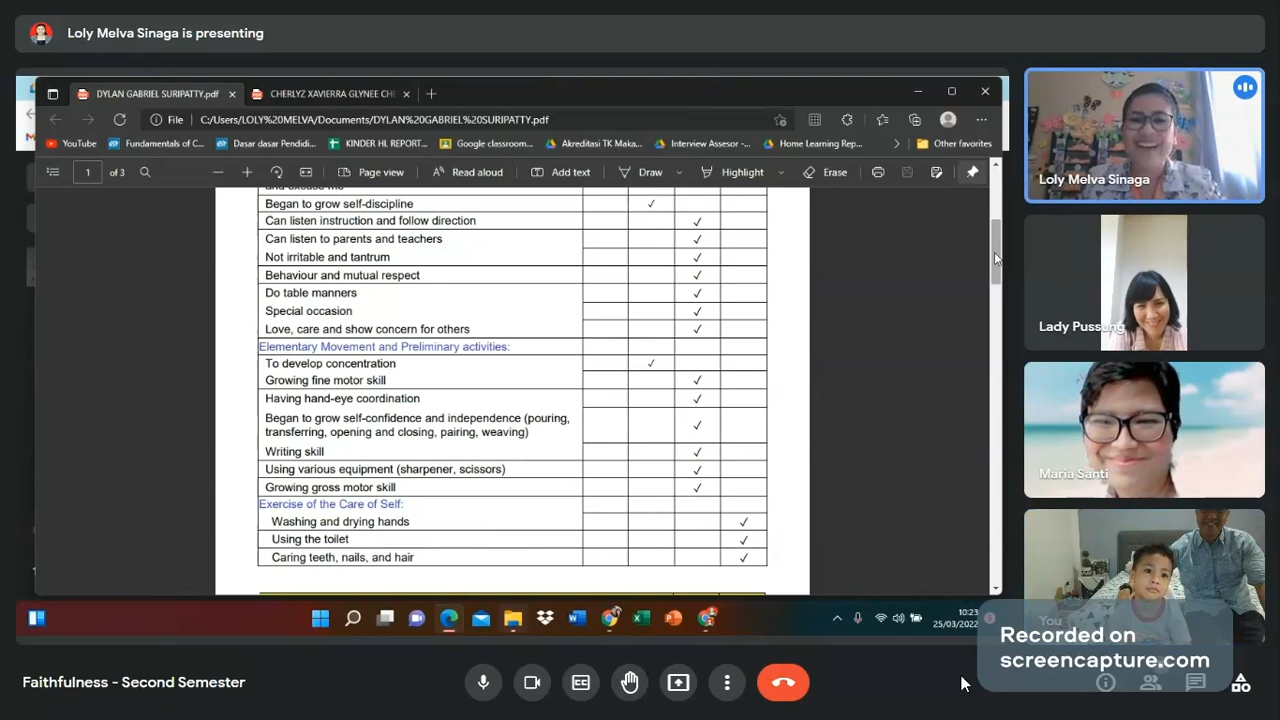 Loly Melva Sinaga is presenting
DYLAN GABRIEL SURIPATTY.pdf
CHERLYZ XAVIERRA GLYNEE CHE
File
C:/Users/LOLY%20MELVA/Documents/DYLAN%20GABRIEL%20SURIPATTY.pdf
YouTube
Fundamentals of C...
Dasar dasar Pendidi...
KINDER HL REPORT...
Google classroom...
Akreditasi TK Maka...
Interview Assesor -...
Home Learning Rep...
Other favorites
1 of 3
Page view
Read aloud
Add text
Draw
Highlight
Erase
and excuse me
Began to grow self-discipline ✓
Can listen instruction and follow direction ✓
Can listen to parents and teachers ✓
Not irritable and tantrum ✓
Behaviour and mutual respect ✓
Do table manners ✓
Special occasion ✓
Love, care and show concern for others ✓
Elementary Movement and Preliminary activities:
To develop concentration ✓
Growing fine motor skill ✓
Having hand-eye coordination ✓
Began to grow self-confidence and independence (pouring,
transferring, opening and closing, pairing, weaving) ✓
Writing skill ✓
Using various equipment (sharpener, scissors) ✓
Growing gross motor skill ✓
Exercise of the Care of Self:
Washing and drying hands ✓
Using the toilet ✓
Caring teeth, nails, and hair ✓
10:23
25/03/2022
Loly Melva Sinaga
Lady Pussung
Maria Santi
You
Recorded on
screencapture.com
Faithfulness - Second Semester